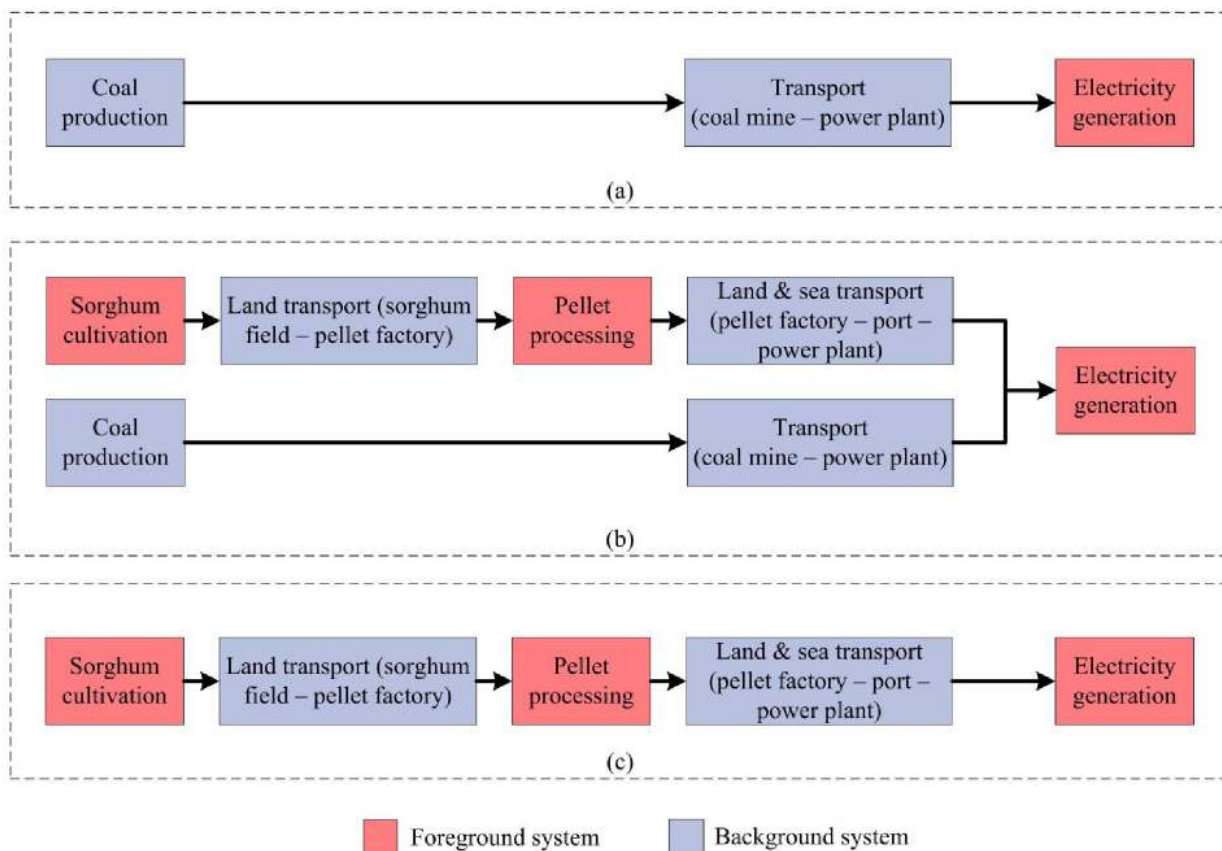 Coal
production
Transport
(coal mine – power plant)
Electricity
generation
(a)
Sorghum
cultivation
Land transport (sorghum
field – pellet factory)
Pellet
processing
Land & sea transport
(pellet factory – port –
power plant)
Electricity
generation
Coal
production
Transport
(coal mine – power plant)
(b)
Sorghum
cultivation
Land transport (sorghum
field – pellet factory)
Pellet
processing
Land & sea transport
(pellet factory – port –
power plant)
Electricity
generation
(c)
Foreground system
Background system